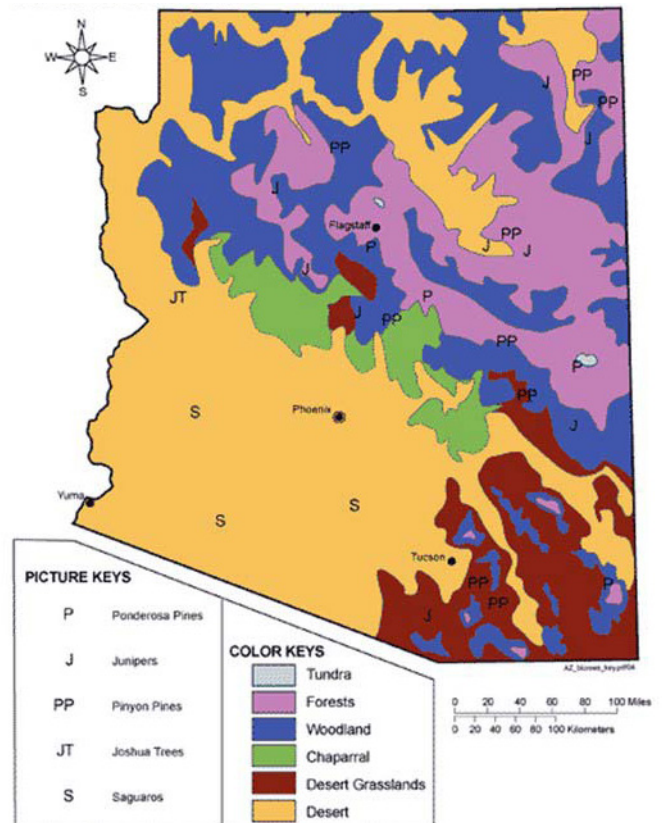 N
W E
S
J PP
PP
J
PP
J
Flagstaff
P
PP
J J
J
JT
P
J
PP
PP
P
PP
S
Phoenix
J
Yuma
S
S
Tucson
PP
P
J PP
PICTURE KEYS
P Ponderosa Pines
J Junipers
PP Pinyon Pines
JT Joshua Trees
S Saguaros
COLOR KEYS
Tundra
Forests
Woodland
Chaparral
Desert Grasslands
Desert
0 20 40 60 80 100 Miles
0 20 40 60 80 100 Kilometers